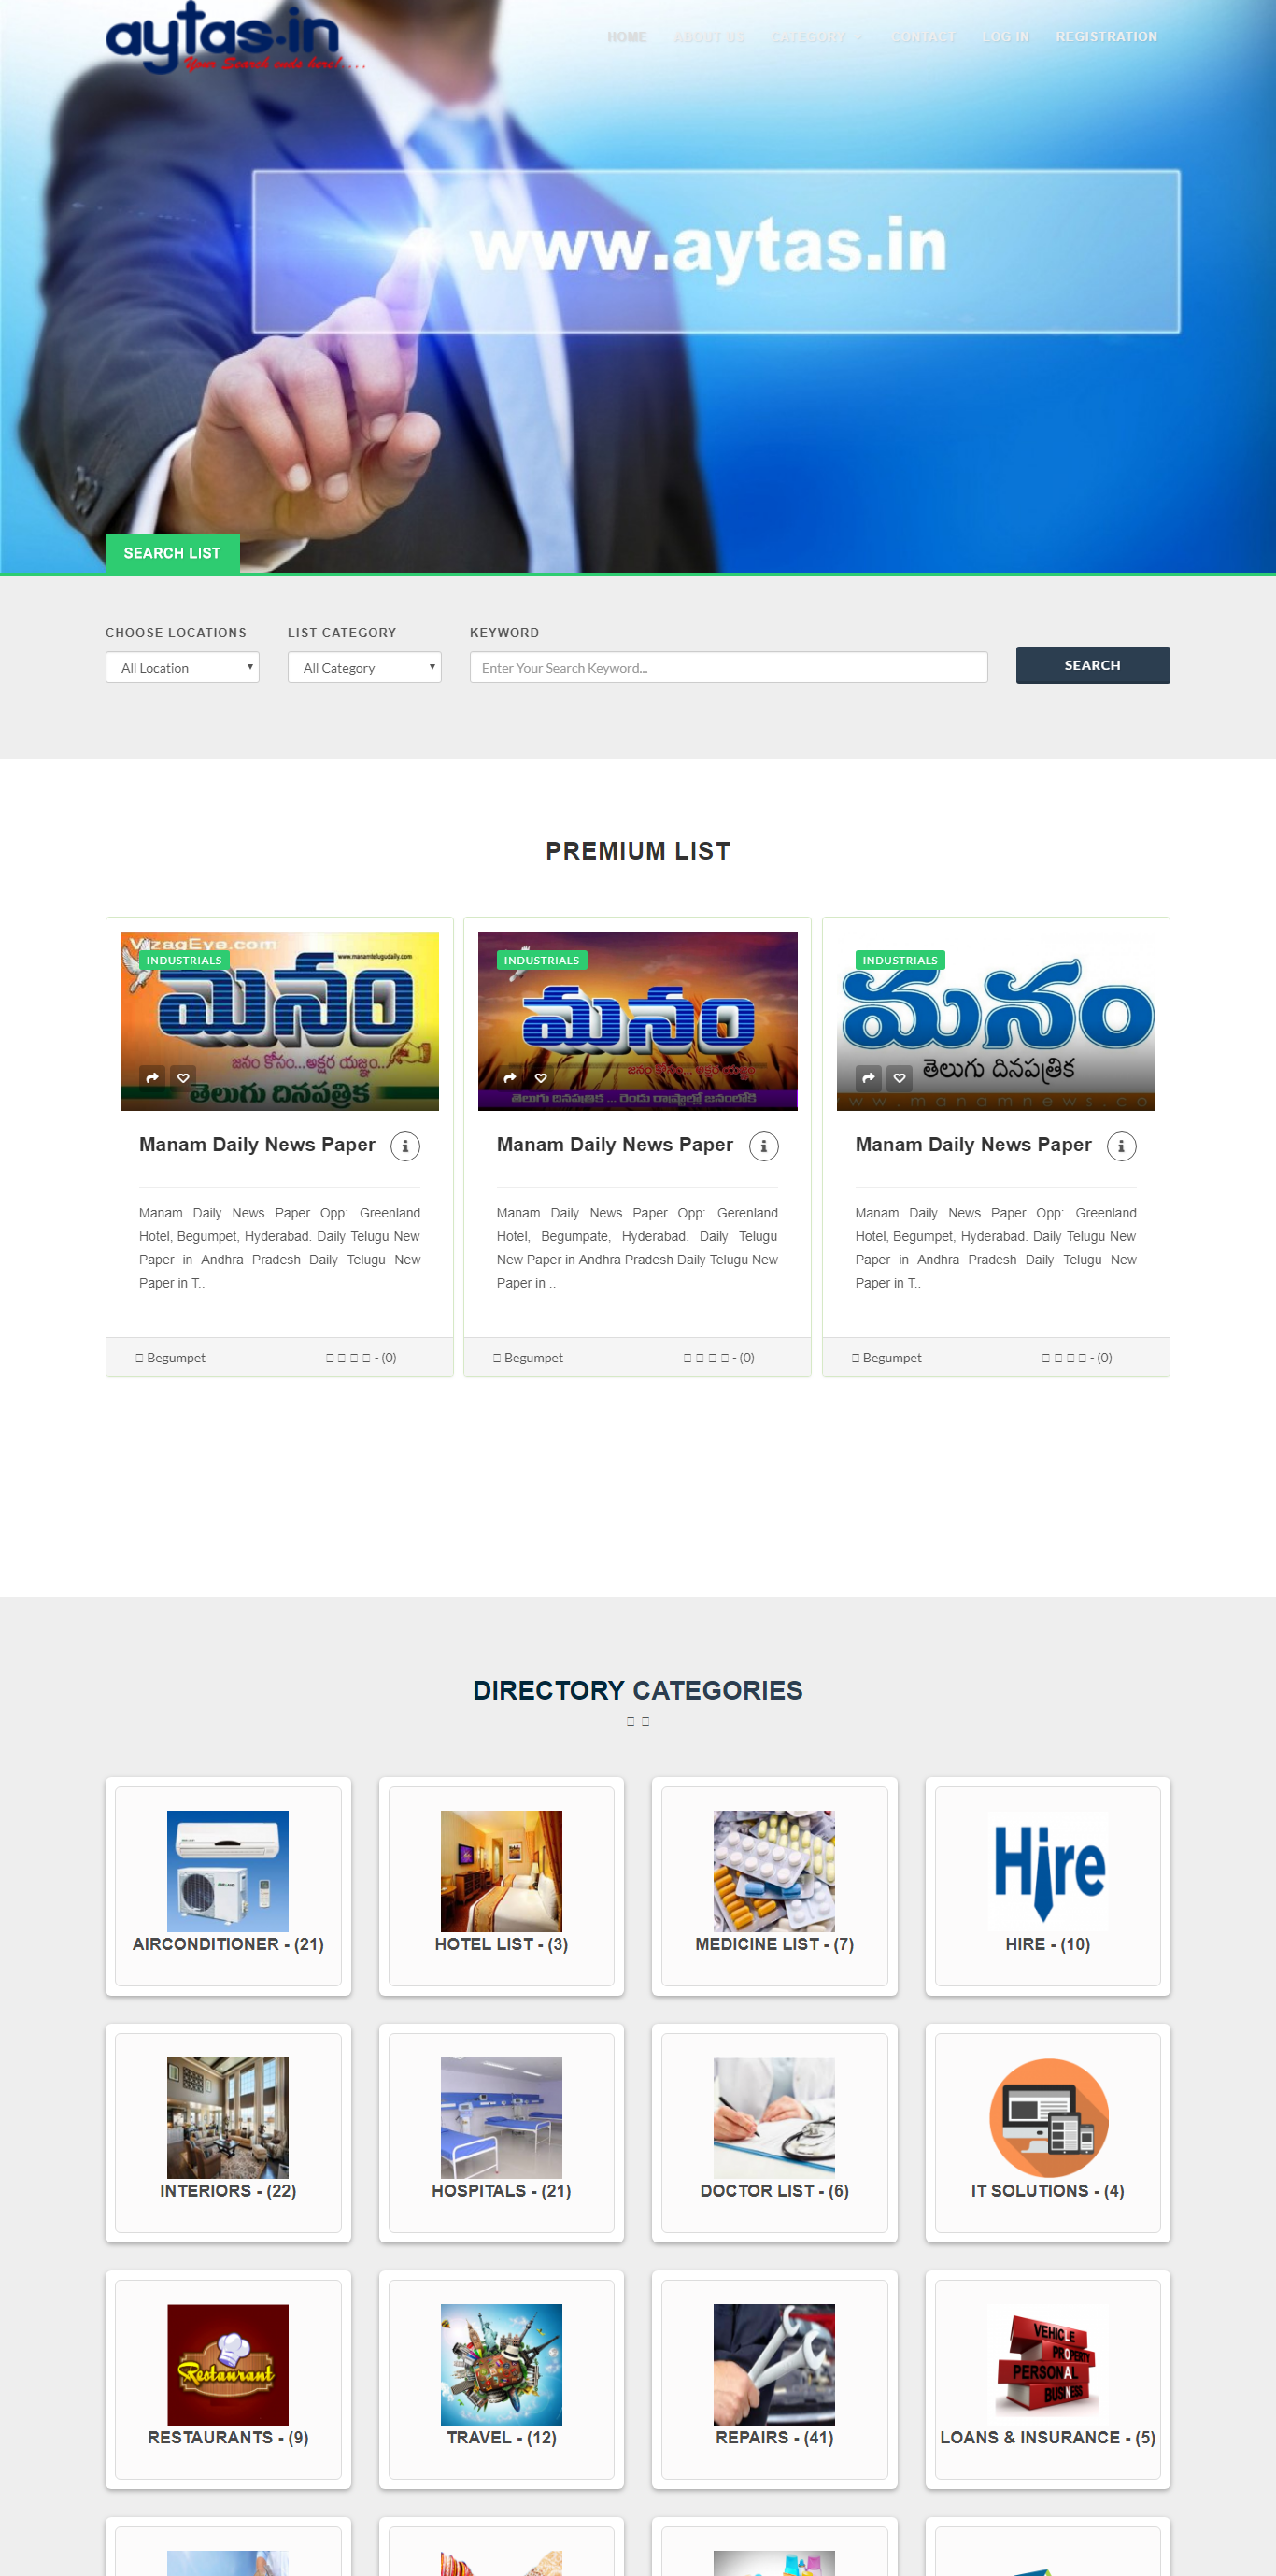 aytas.in
Your Search ends here!....
HOME ABOUT US CATEGORY CONTACT LOG IN REGISTRATION
www.aytas.in
SEARCH LIST
CHOOSE LOCATIONS
LIST CATEGORY
KEYWORD
All Location
All Category
Enter Your Search Keyword...
SEARCH
PREMIUM LIST
VizagEye.com
www.manamtelugudaily.com
INDUSTRIALS
మనం
జనం కోసం...అక్షర యజ్ఞం...
తెలుగు దినపత్రిక
Manam Daily News Paper
Manam Daily News Paper Opp: Greenland
Hotel, Begumpet, Hyderabad. Daily Telugu New
Paper in Andhra Pradesh Daily Telugu New
Paper in T..
Begumpet
- (0)
INDUSTRIALS
మనం
జనం కోసం... అక్షర యజ్ఞం
తెలుగు దినపత్రిక ... రెండు రాష్ట్రాల్లో జనంలోకి
Manam Daily News Paper
Manam Daily News Paper Opp: Gerenland
Hotel, Begumpate, Hyderabad. Daily Telugu
New Paper in Andhra Pradesh Daily Telugu New
Paper in ..
Begumpet
- (0)
INDUSTRIALS
మనం
తెలుగు దినపత్రిక
www.manamnews.co
Manam Daily News Paper
Manam Daily News Paper Opp: Greenland
Hotel, Begumpet, Hyderabad. Daily Telugu New
Paper in Andhra Pradesh Daily Telugu New
Paper in T..
Begumpet
- (0)
DIRECTORY CATEGORIES
AIRCONDITIONER - (21)
HOTEL LIST - (3)
MEDICINE LIST - (7)
Hire
HIRE - (10)
INTERIORS - (22)
HOSPITALS - (21)
DOCTOR LIST - (6)
IT SOLUTIONS - (4)
Restaurant
RESTAURANTS - (9)
TRAVEL - (12)
REPAIRS - (41)
VEHICLE
PROPERTY
PERSONAL
BUSINESS
LOANS & INSURANCE - (5)